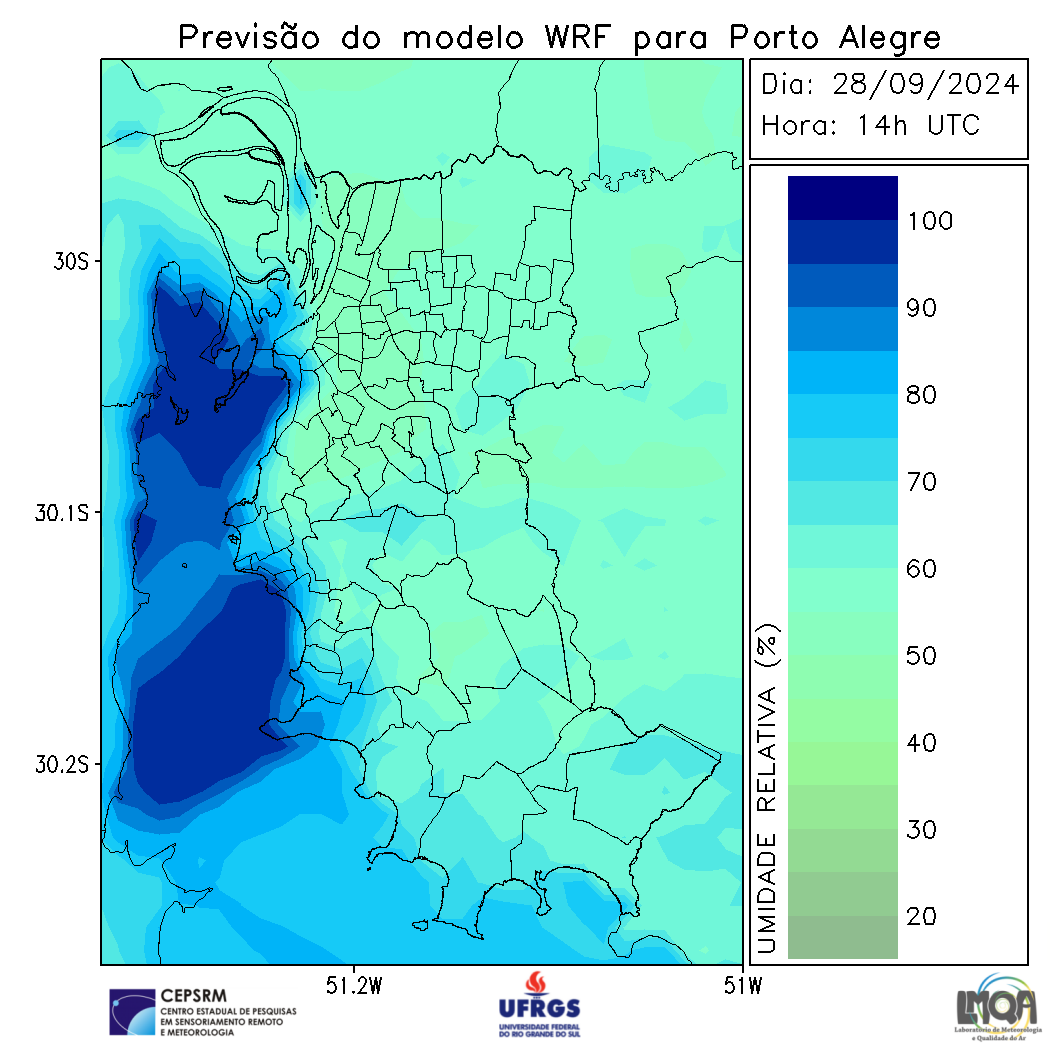 Previsão do modelo WRF para Porto Alegre
Dia: 28/09/2024
Hora: 14h UTC
100
90
80
70
60
50
40
30
20
UMIDADE RELATIVA (%)
30S
30.1S
30.2S
51.2W
51W
CEPSRM
CENTRO ESTADUAL DE PESQUISAS
EM SENSORIAMENTO REMOTO
E METEOROLOGIA
UFRGS
UNIVERSIDADE FEDERAL
DO RIO GRANDE DO SUL
LMQA
Laboratório de Meteorologia
e Qualidade do Ar